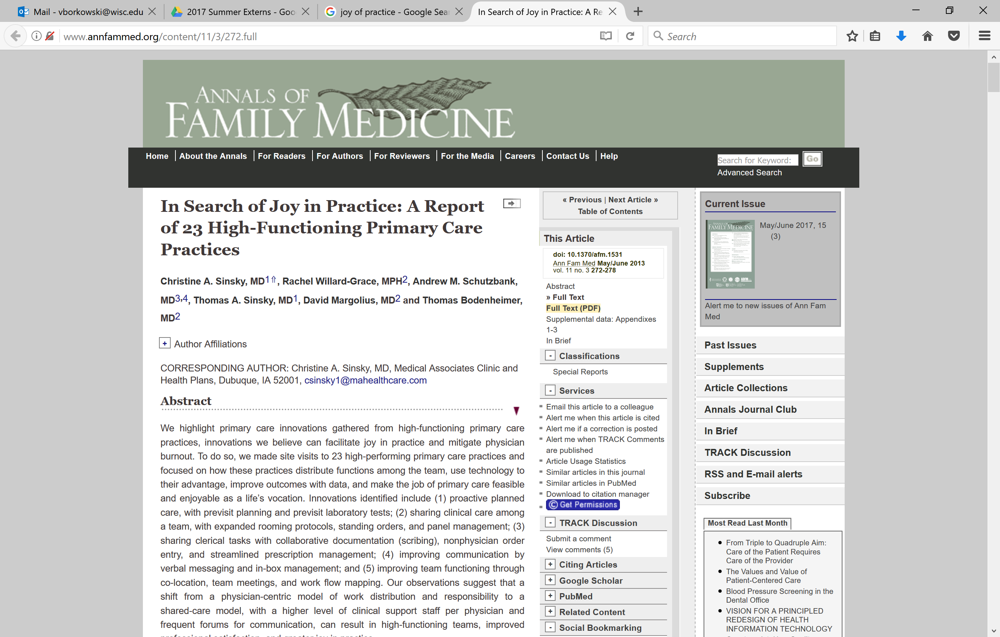 Mail - vborkowski@wisc.edu
2017 Summer Externs - Goo
joy of practice - Google Sear
In Search of Joy in Practice: A Re
www.annfammed.org/content/11/3/272.full
Search
ANNALS OF
FAMILY MEDICINE
Home
About the Annals
For Readers
For Authors
For Reviewers
For the Media
Careers
Contact Us
Help
Search for Keyword:
Go
Advanced Search
In Search of Joy in Practice: A Report
of 23 High-Functioning Primary Care
Practices
Christine A. Sinsky, MD1⇑, Rachel Willard-Grace, MPH2, Andrew M. Schutzbank,
MD3,4, Thomas A. Sinsky, MD1, David Margolius, MD2 and Thomas Bodenheimer,
MD2
+ Author Affiliations
CORRESPONDING AUTHOR: Christine A. Sinsky, MD, Medical Associates Clinic and
Health Plans, Dubuque, IA 52001, csinsky1@mahealthcare.com
Abstract
We highlight primary care innovations gathered from high-functioning primary care
practices, innovations we believe can facilitate joy in practice and mitigate physician
burnout. To do so, we made site visits to 23 high-performing primary care practices and
focused on how these practices distribute functions among the team, use technology to
their advantage, improve outcomes with data, and make the job of primary care feasible
and enjoyable as a life’s vocation. Innovations identified include (1) proactive planned
care, with previsit planning and previsit laboratory tests; (2) sharing clinical care among
a team, with expanded rooming protocols, standing orders, and panel management; (3)
sharing clerical tasks with collaborative documentation (scribing), nonphysician order
entry, and streamlined prescription management; (4) improving communication by
verbal messaging and in-box management; and (5) improving team functioning through
co-location, team meetings, and work flow mapping. Our observations suggest that a
shift from a physician-centric model of work distribution and responsibility to a
shared-care model, with a higher level of clinical support staff per physician and
frequent forums for communication, can result in high-functioning teams, improved
professional satisfaction, and greater joy in practice.
« Previous | Next Article »
Table of Contents
This Article
doi: 10.1370/afm.1531
Ann Fam Med May/June 2013
vol. 11 no. 3 272-278
Abstract
» Full Text
Full Text (PDF)
Supplemental data: Appendixes
1-3
In Brief
- Classifications
Special Reports
- Services
Email this article to a colleague
Alert me when this article is cited
Alert me if a correction is posted
Alert me when TRACK Comments
are published
Article Usage Statistics
Similar articles in this journal
Similar articles in PubMed
Download to citation manager
© Get Permissions
- TRACK Discussion
Submit a comment
View comments (5)
+ Citing Articles
+ Google Scholar
+ PubMed
+ Related Content
- Social Bookmarking
Current Issue
ANNALS OF
FAMILY MEDICINE
May/June 2017, 15
(3)
Alert me to new issues of Ann Fam
Med
Past Issues
Supplements
Article Collections
Annals Journal Club
In Brief
TRACK Discussion
RSS and E-mail alerts
Subscribe
Most Read Last Month
From Triple to Quadruple Aim:
Care of the Patient Requires
Care of the Provider
The Values and Value of
Patient-Centered Care
Blood Pressure Screening in the
Dental Office
VISION FOR A PRINCIPLED
REDESIGN OF HEALTH
INFORMATION TECHNOLOGY